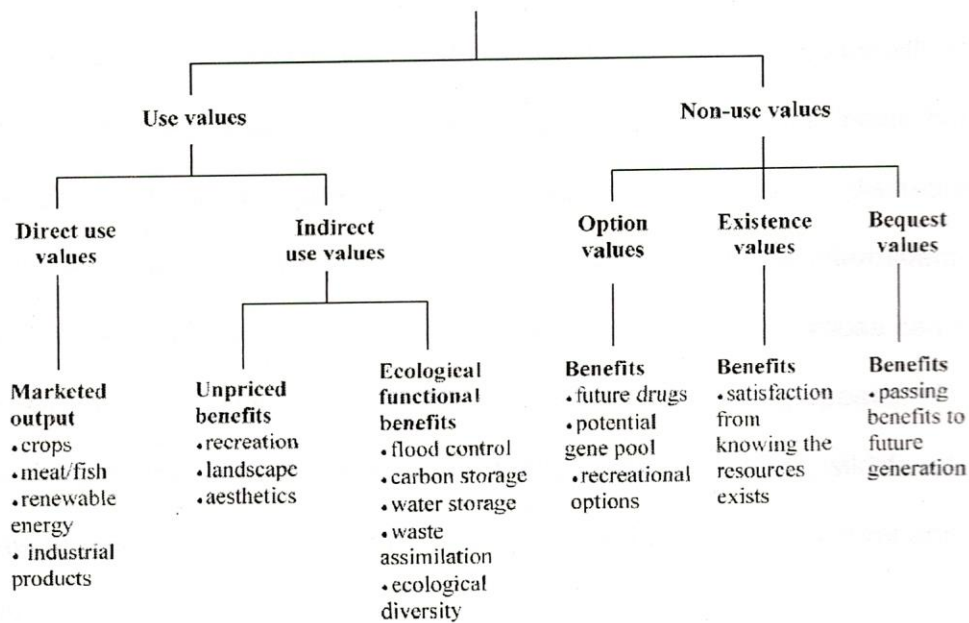 Use values
Non-use values
Direct use
values
Indirect
use values
Option
values
Existence
values
Bequest
values
Marketed
output
•crops
•meat/fish
•renewable
energy
• industrial
products
Unpriced
benefits
•recreation
•landscape
•aesthetics
Ecological
functional
benefits
•flood control
•carbon storage
•water storage
•waste
assimilation
•ecological
diversity
Benefits
•future drugs
•potential
gene pool
•recreational
options
Benefits
•satisfaction
from
knowing the
resources
exists
Benefits
•passing
benefits to
future
generation